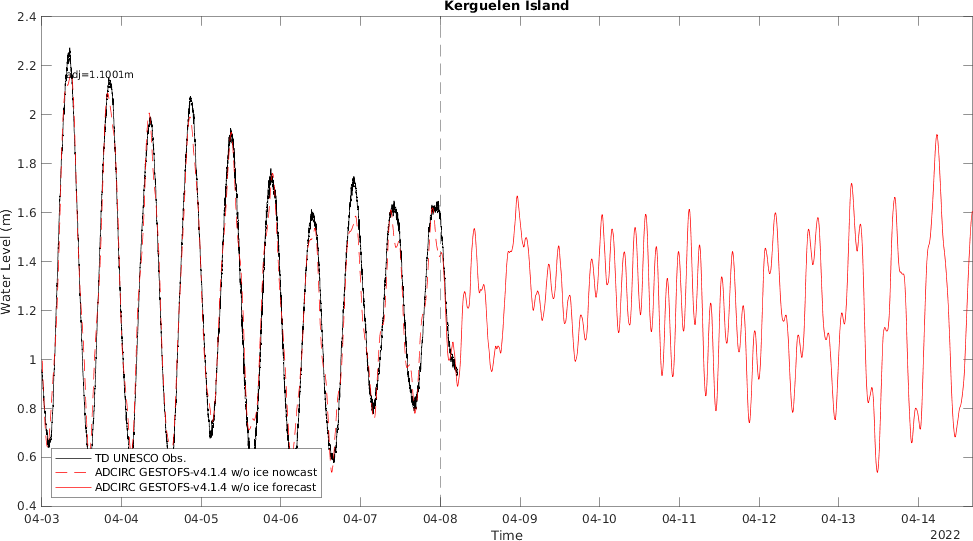 Kerguelen Island
2.4
2.2
2
1.8
1.6
1.4
1.2
1
0.8
0.6
0.4
Water Level (m)
adj=1.1001m
TD UNESCO Obs.
ADCIRC GESTOFS-v4.1.4 w/o ice nowcast
ADCIRC GESTOFS-v4.1.4 w/o ice forecast
04-03 04-04 04-05 04-06 04-07 04-08 04-09 04-10 04-11 04-12 04-13 04-14
Time
2022